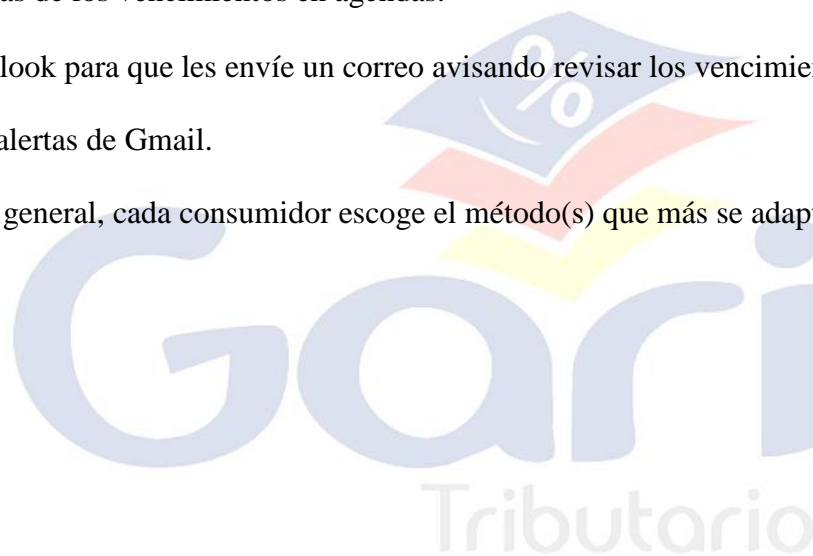 as de los vencimientos en agendas.
look para que les envíe un correo avisando revisar los vencimien
alertas de Gmail.
general, cada consumidor escoge el método(s) que más se adapt
%
Gari
Tributario